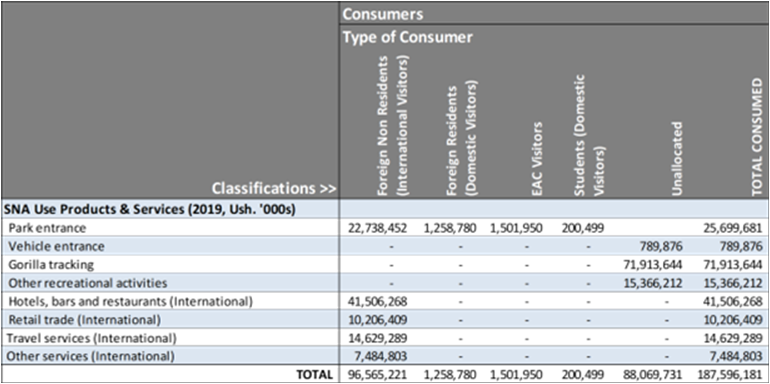 Consumers
Type of Consumer
Classifications >>
Foreign Non Residents (International Visitors)
Foreign Residents (Domestic Visitors)
EAC Visitors
Students (Domestic Visitors)
Unallocated
TOTAL CONSUMED
SNA Use Products & Services (2019, Ush. '000s)
Park entrance 22,738,452 1,258,780 1,501,950 200,499 25,699,681
Vehicle entrance - - - - 789,876 789,876
Gorilla tracking - - - - 71,913,644 71,913,644
Other recreational activities - - - - 15,366,212 15,366,212
Hotels, bars and restaurants (International) 41,506,268 - - - - 41,506,268
Retail trade (International) 10,206,409 - - - - 10,206,409
Travel services (International) 14,629,289 - - - - 14,629,289
Other services (International) 7,484,803 - - - - 7,484,803
TOTAL 96,565,221 1,258,780 1,501,950 200,499 88,069,731 187,596,181